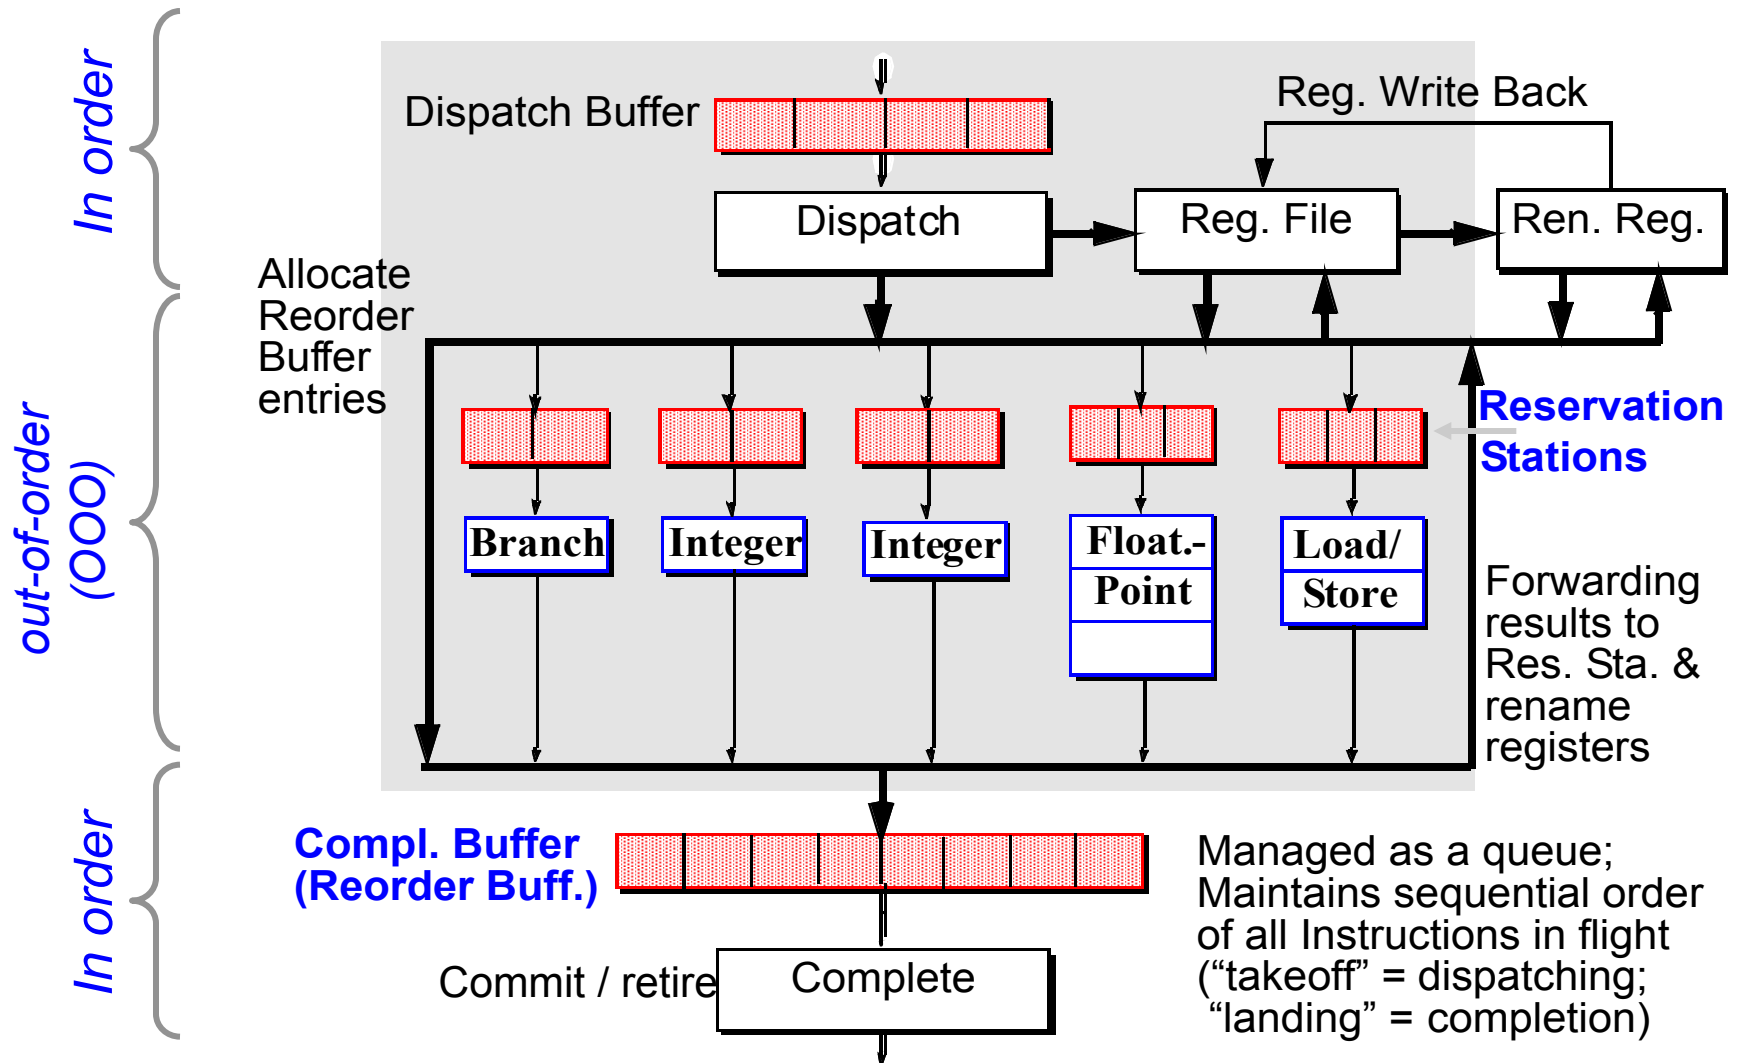 In order
Dispatch Buffer
Reg. Write Back
Dispatch
Reg. File
Ren. Reg.
Allocate
Reorder
Buffer
entries
out-of-order
(OOO)
Reservation
Stations
Branch
Integer
Integer
Float.-
Point
Load/
Store
Forwarding
results to
Res. Sta. &
rename
registers
In order
Compl. Buffer
(Reorder Buff.)
Managed as a queue;
Maintains sequential order
of all Instructions in flight
(“takeoff” = dispatching;
“landing” = completion)
Commit / retire
Complete